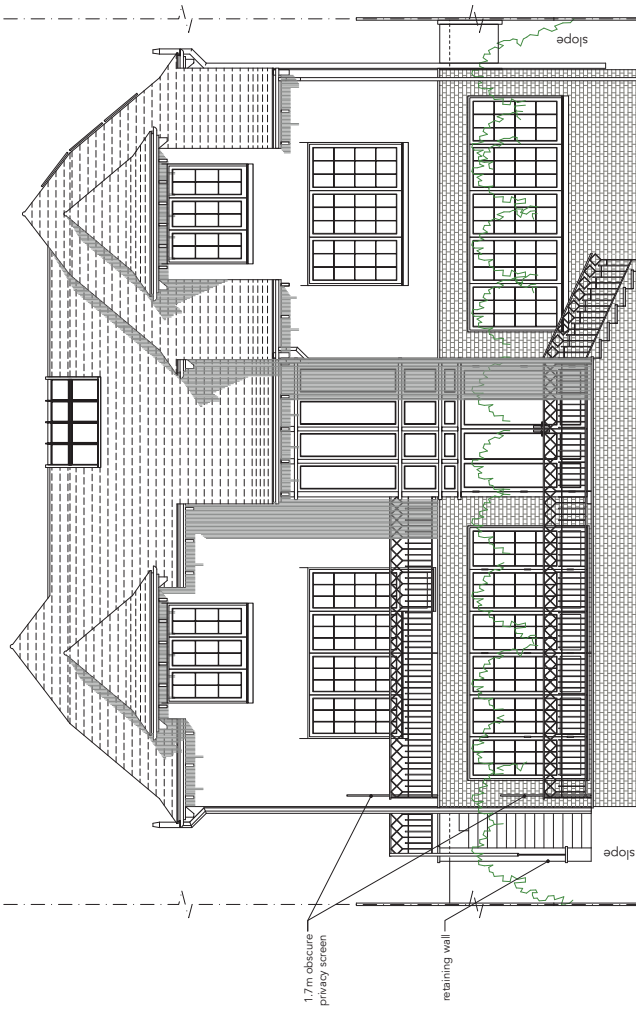 1.7m obscure
privacy screen
retaining wall
slope
slope